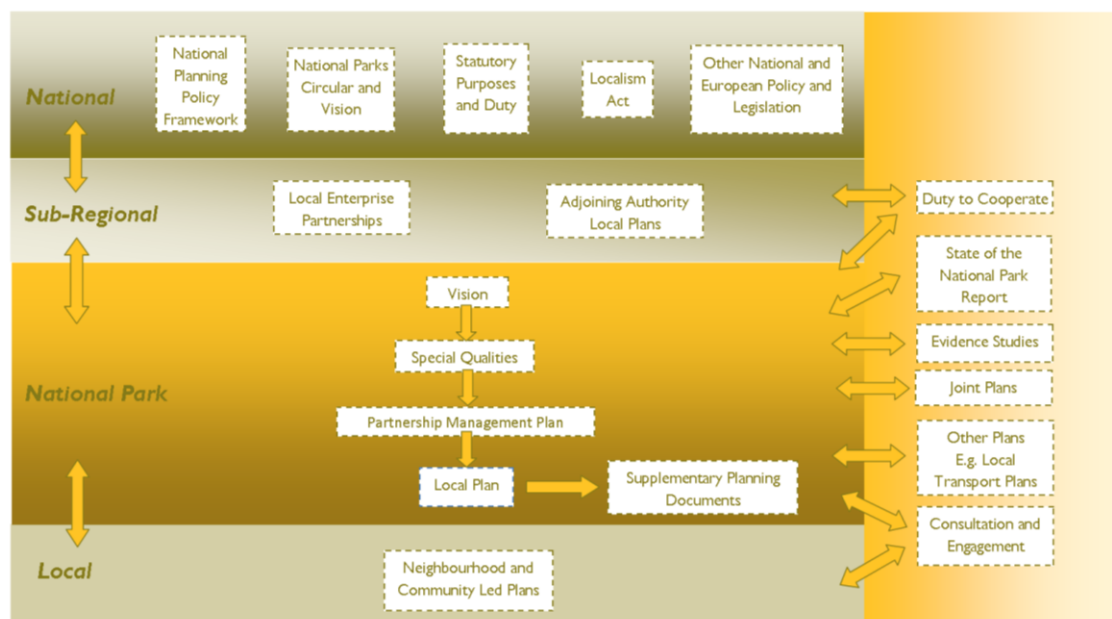 National
National
Planning
Policy
Framework
National Parks
Circular and
Vision
Statutory
Purposes
and Duty
Localism
Act
Other National and
European Policy and
Legislation
Sub-Regional
Local Enterprise
Partnerships
Adjoining Authority
Local Plans
Duty to Cooperate
National Park
Vision
Special Qualities
Partnership Management Plan
Local Plan
Supplementary Planning
Documents
State of the
National Park
Report
Evidence Studies
Joint Plans
Other Plans
E.g. Local
Transport Plans
Consultation and
Engagement
Local
Neighbourhood and
Community Led Plans